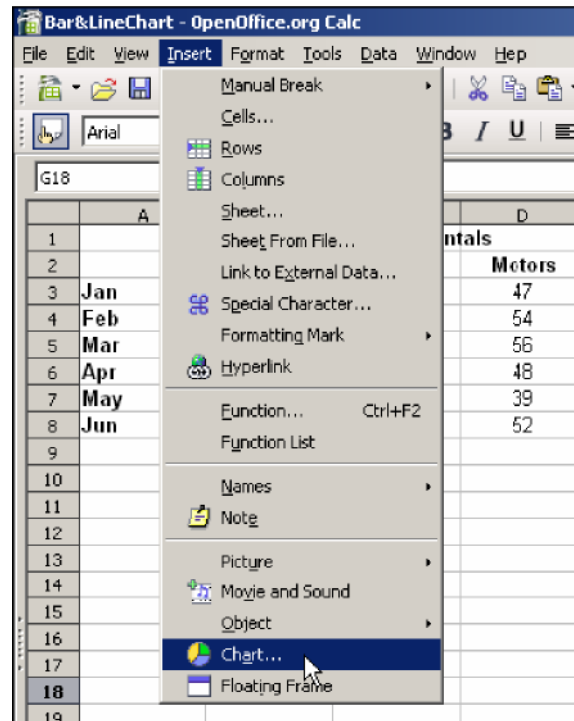 Bar&LineChart - OpenOffice.org Calc
File Edit View Insert Format Tools Data Window Help
Arial B I U
G18
A D
Manual Break
Cells...
Rows
Columns
Sheet...
Sheet From File...
Link to External Data...
Special Character...
Formatting Mark
Hyperlink
Function... Ctrl+F2
Function List
Names
Note
Picture
Movie and Sound
Object
Chart...
Floating Frame
1 ntals
2 Motors
3 Jan 47
4 Feb 54
5 Mar 56
6 Apr 48
7 May 39
8 Jun 52
9
10
11
12
13
14
15
16
17
18
19